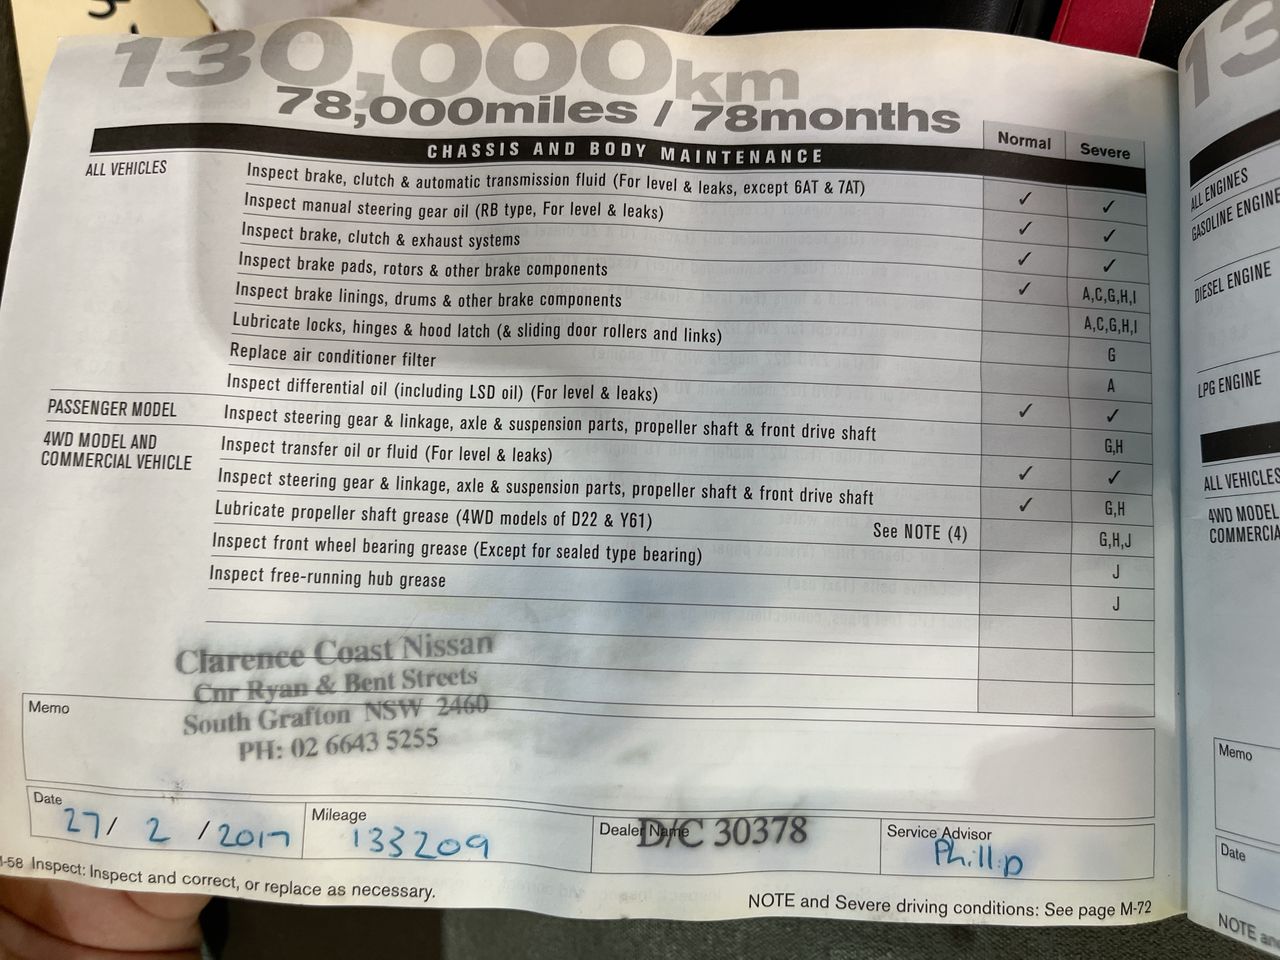 130,000km
78,000miles / 78months
CHASSIS AND BODY MAINTENANCE Normal Severe
ALL VEHICLES Inspect brake, clutch & automatic transmission fluid (For level & leaks, except 6AT & 7AT) ✓ ✓
Inspect manual steering gear oil (RB type, For level & leaks) ✓ ✓
Inspect brake, clutch & exhaust systems ✓ ✓
Inspect brake pads, rotors & other brake components ✓ A,C,G,H,I
Inspect brake linings, drums & other brake components A,C,G,H,I
Lubricate locks, hinges & hood latch (& sliding door rollers and links) G
Replace air conditioner filter A
Inspect differential oil (including LSD oil) (For level & leaks) ✓ ✓
PASSENGER MODEL Inspect steering gear & linkage, axle & suspension parts, propeller shaft & front drive shaft G,H
4WD MODEL AND
COMMERCIAL VEHICLE Inspect transfer oil or fluid (For level & leaks) ✓ ✓
Inspect steering gear & linkage, axle & suspension parts, propeller shaft & front drive shaft ✓ G,H
Lubricate propeller shaft grease (4WD models of D22 & Y61) See NOTE (4) G,H,J
Inspect front wheel bearing grease (Except for sealed type bearing) J
Inspect free-running hub grease J
Clarence Coast Nissan
Cnr Ryan & Bent Streets
South Grafton NSW 2460
PH: 02 6643 5255
Memo
Date 27/ 2 /2017
Mileage 133209
Dealer Name D/C 30378
Service Advisor Phillip
-58 Inspect: Inspect and correct, or replace as necessary.
NOTE and Severe driving conditions: See page M-72
13
ALL ENGINES
GASOLINE ENGINE
DIESEL ENGINE
LPG ENGINE
ALL VEHICLES
4WD MODEL
COMMERCIA
Memo
Date
NOTE an